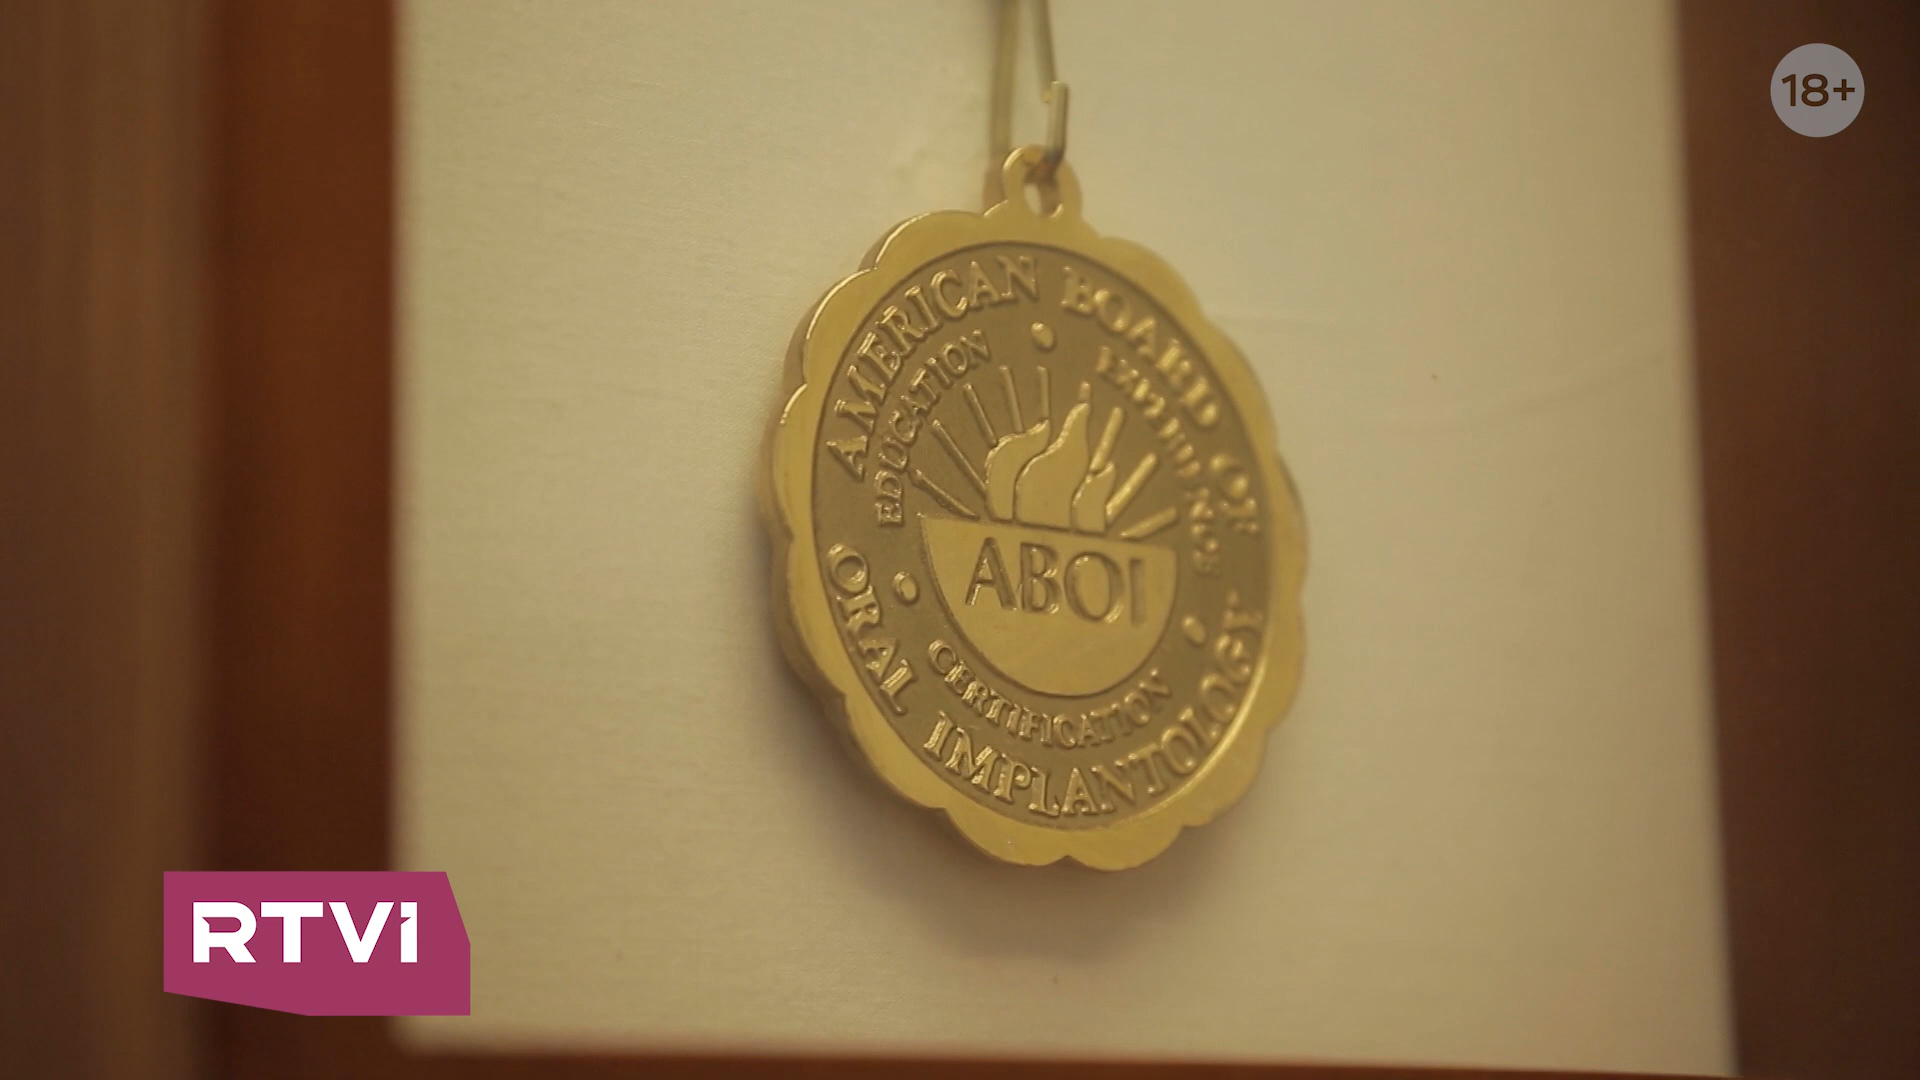 18+
AMERICAN BOARD OF
EDUCATION
EXPERIENCE
ABOI
CERTIFICATION
ORAL IMPLANTOLOGY
RTVi